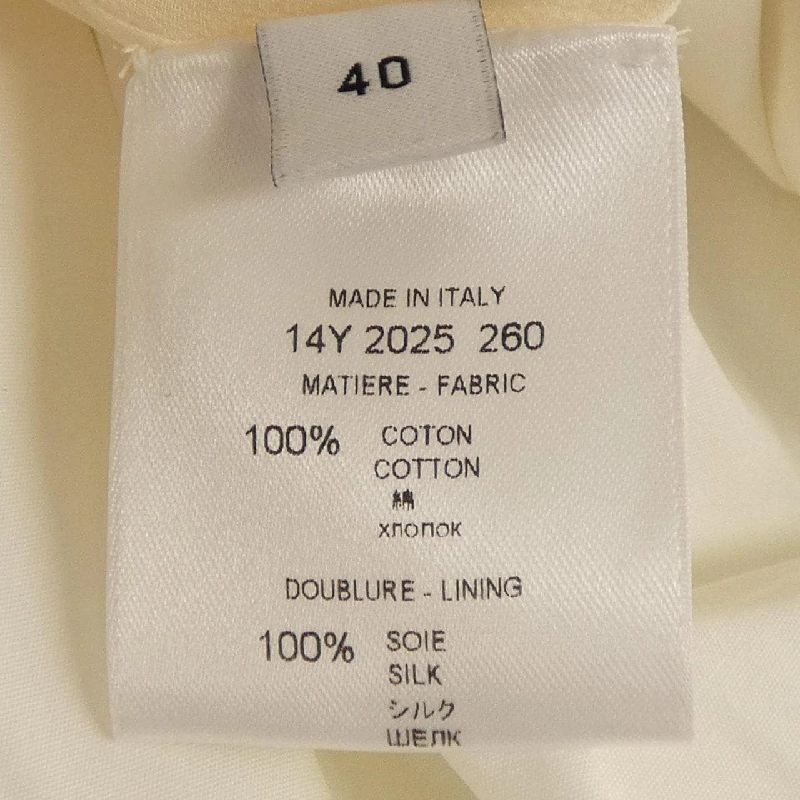 40
MADE IN ITALY
14Y 2025 260
MATIERE - FABRIC
100% COTON
COTTON
綿
хлопок
DOUBLURE - LINING
100% SOIE
SILK
シルク
ШЕЛК